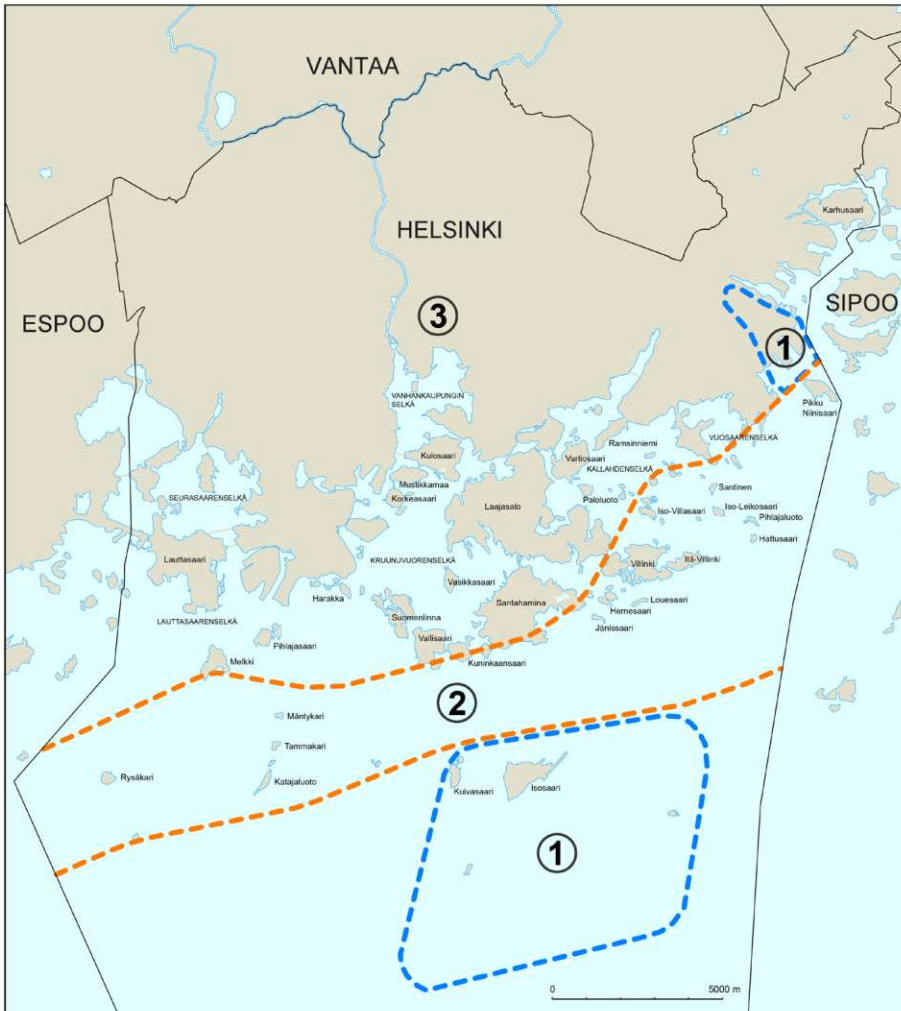 VANTAA
Karhusaari
HELSINKI
SIPOO
ESPOO
3
1
VANHANKAUPUNGIN
SELKÄ
Pikku
Niinisaari
Ramsinniemi
VUOSAARENSELKÄ
Kulosaari
Vartiosaari
KALLAHDENSELKÄ
Mustikkamaa
Santinen
SEURASAARENSELKÄ
Korkeasaari
Paloluoto
Laajasalo
Iso-Villasaari
Iso-Leikosaari
Pihlajaluoto
Hattusaari
Lauttasaari
KRUUNUVUORENSELKÄ
Villinki
Itä-Villinki
Vasikkasaari
Harakka
Santahamina
Louesaari
Hernesaari
LAUTTASAARENSELKÄ
Suomenlinna
Jänissaari
Pihlajasaari
Vallisaari
Melkki
Kuninkaansaari
2
Mäntykari
Tammakari
Rysäkari
Katajaluoto
Kuivasaari
Isosaari
1
0
5000 m